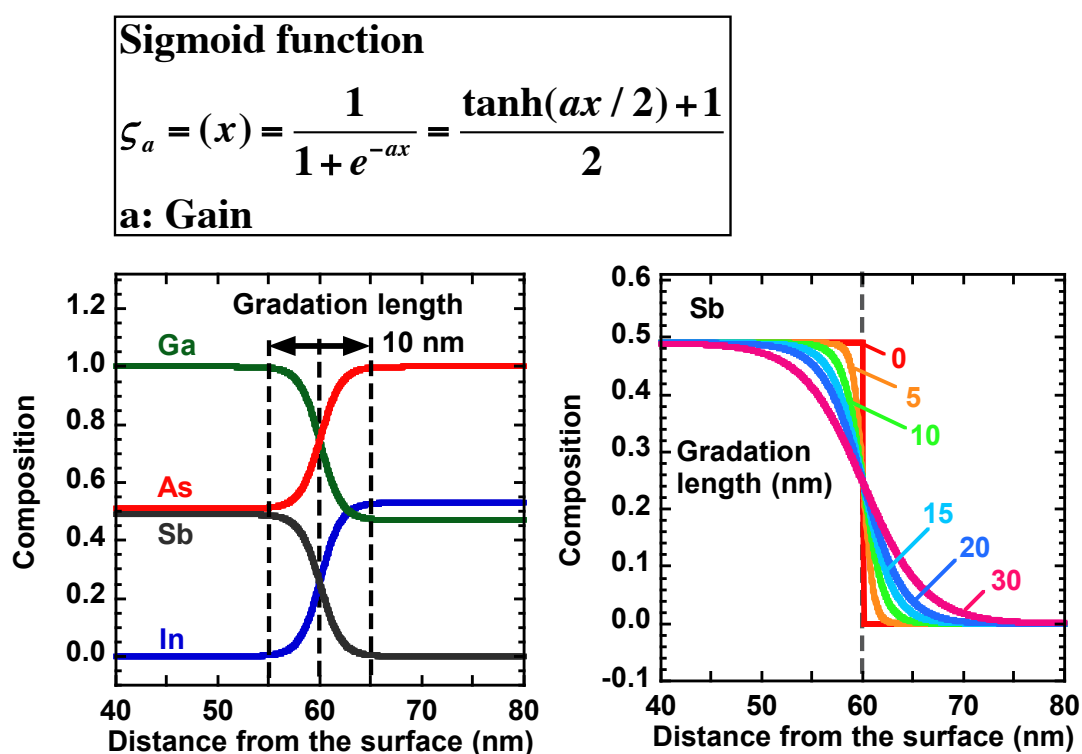 Sigmoid function
ς_a = (x) = 1 / (1 + e^{-ax}) = (tanh(ax / 2) + 1) / 2
a: Gain
1.2
1.0
0.8
0.6
0.4
0.2
0.0
Composition
Gradation length
10 nm
Ga
As
Sb
In
40 50 60 70 80
Distance from the surface (nm)
0.6
0.5
0.4
0.3
0.2
0.1
0.0
-0.1
Composition
Sb
0
5
10
Gradation
length (nm)
15
20
30
40 50 60 70 80
Distance from the surface (nm)